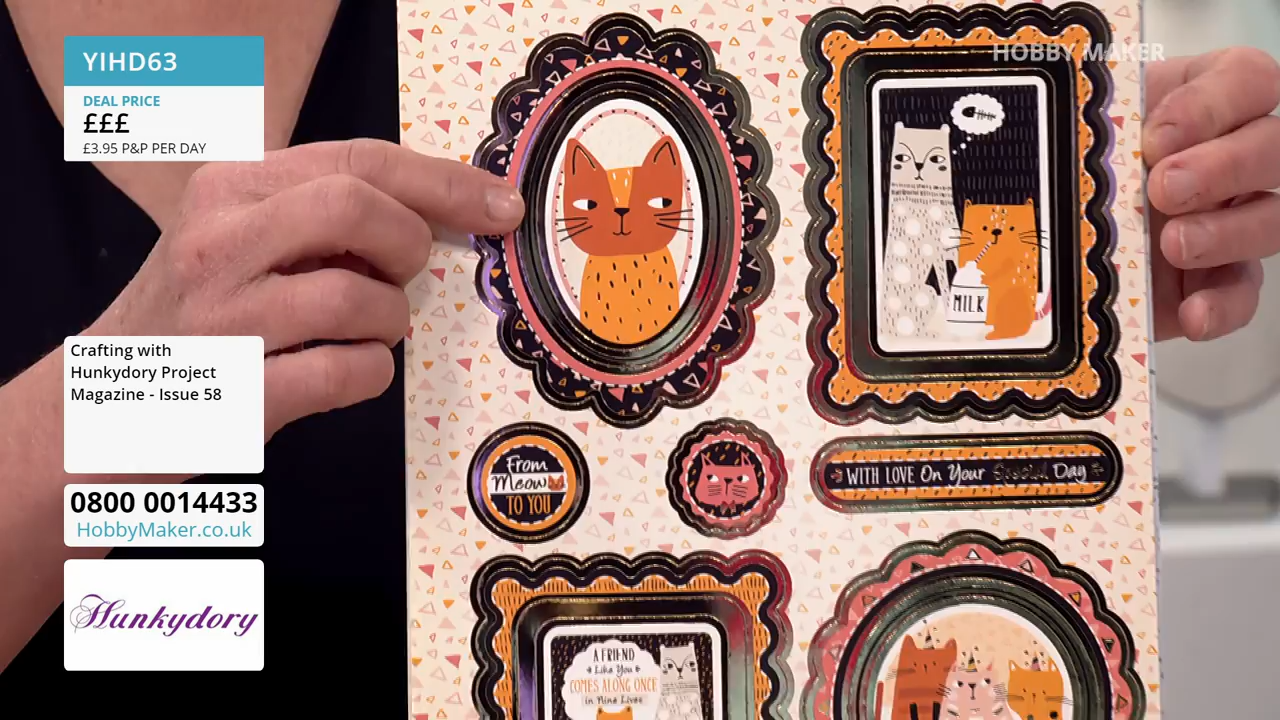 YIHD63
DEAL PRICE
£££
£3.95 P&P PER DAY
Crafting with
Hunkydory Project
Magazine - Issue 58
0800 0014433
HobbyMaker.co.uk
Hunkydory
HOBBY MAKER
MILK
From
Meow
TO YOU
WITH LOVE On Your Special Day
A FRIEND
Like You
COMES ALONG ONCE
in Nine Lives